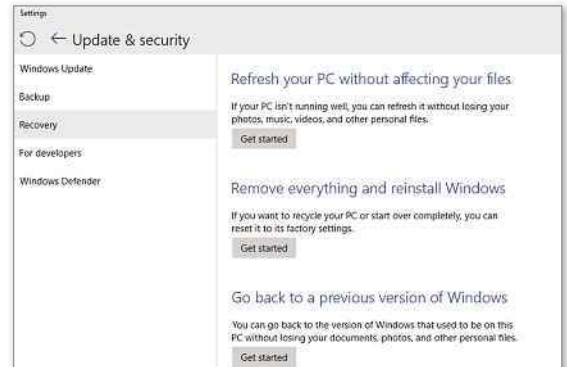 Settings
Update & security
Windows Update
Backup
Recovery
For developers
Windows Defender
Refresh your PC without affecting your files
If your PC isn't running well, you can refresh it without losing your
photos, music, videos, and other personal files.
Get started
Remove everything and reinstall Windows
If you want to recycle your PC or start over completely, you can
reset it to its factory settings.
Get started
Go back to a previous version of Windows
You can go back to the version of Windows that used to be on this
PC without losing your documents, photos, and other personal files.
Get started